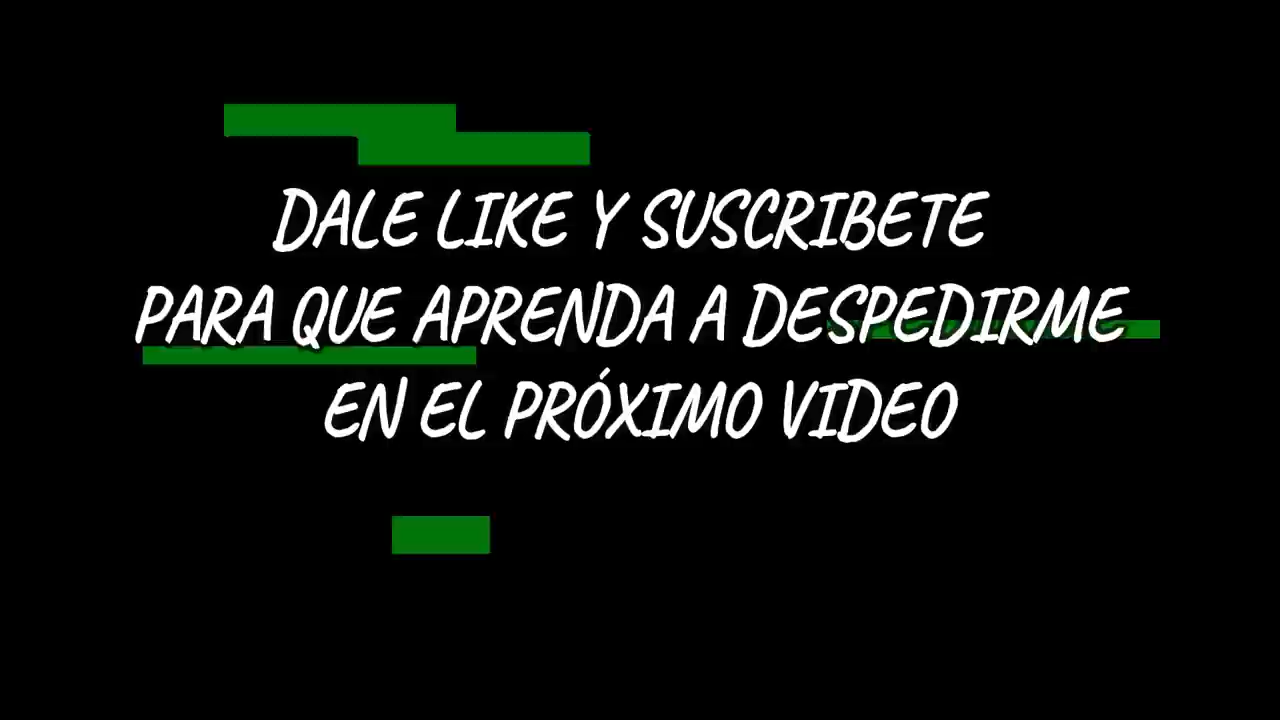 DALE LIKE Y SUSCRIBETE
PARA QUE APRENDA A DESPEDIRME
EN EL PRÓXIMO VIDEO